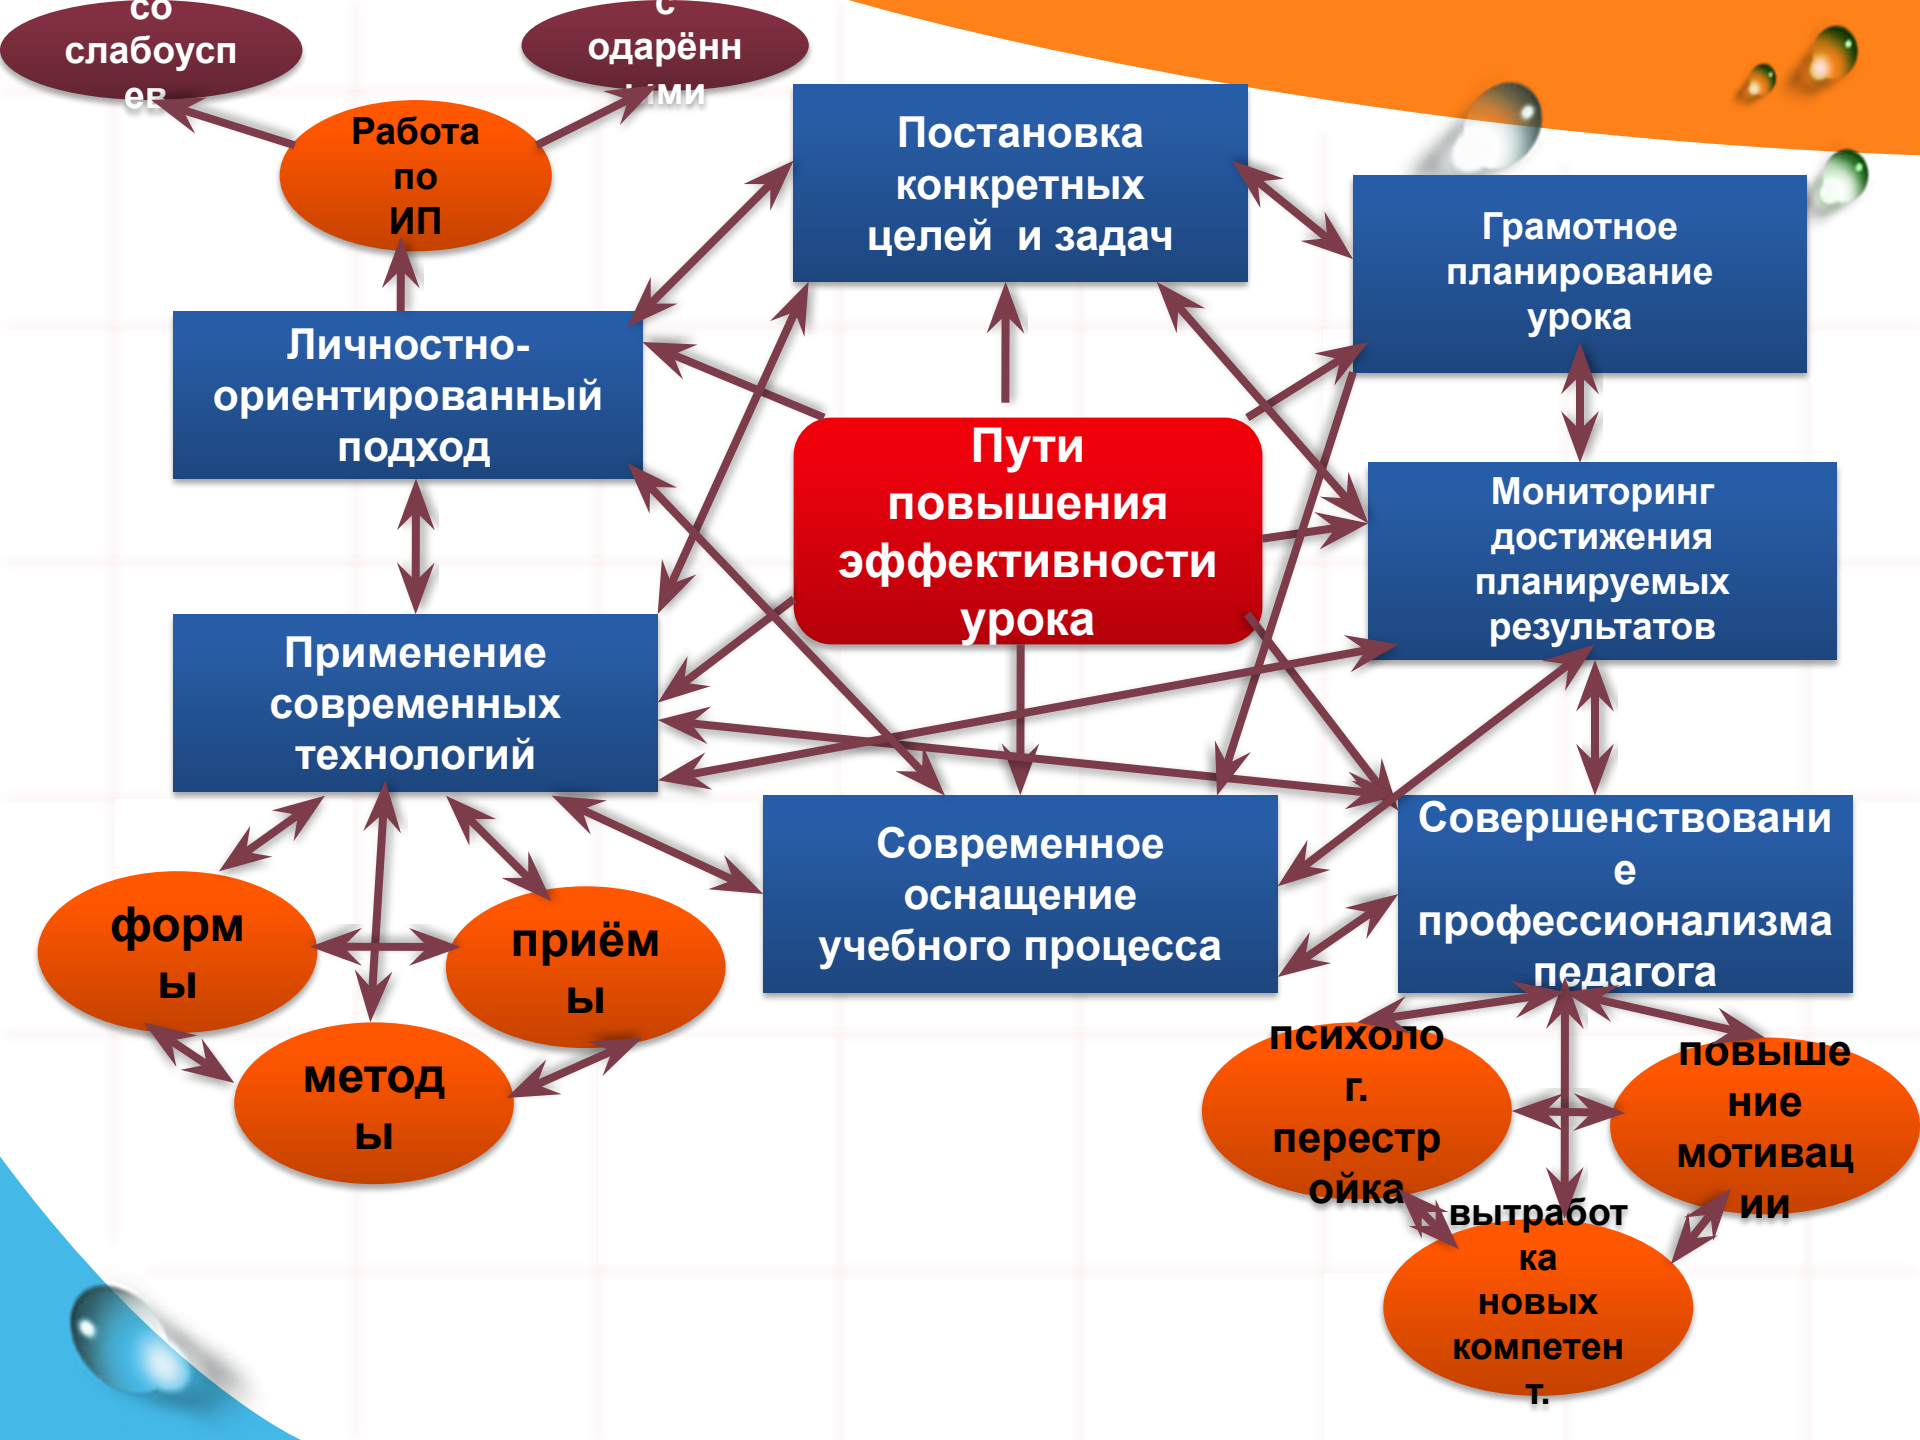 со
слабоусп
ев
с
одарённ
ыми
Работа
по
ИП
Постановка
конкретных
целей и задач
Грамотное
планирование
урока
Личностно-
ориентированный
подход
Пути
повышения
эффективности
урока
Мониторинг
достижения
планируемых
результатов
Применение
современных
технологий
Современное
оснащение
учебного процесса
Совершенствовани
е
профессионализма
педагога
форм
ы
приём
ы
метод
ы
психоло
г.
перестр
ойка
повыше
ние
мотивац
ии
вытработ
ка
новых
компетен
т.